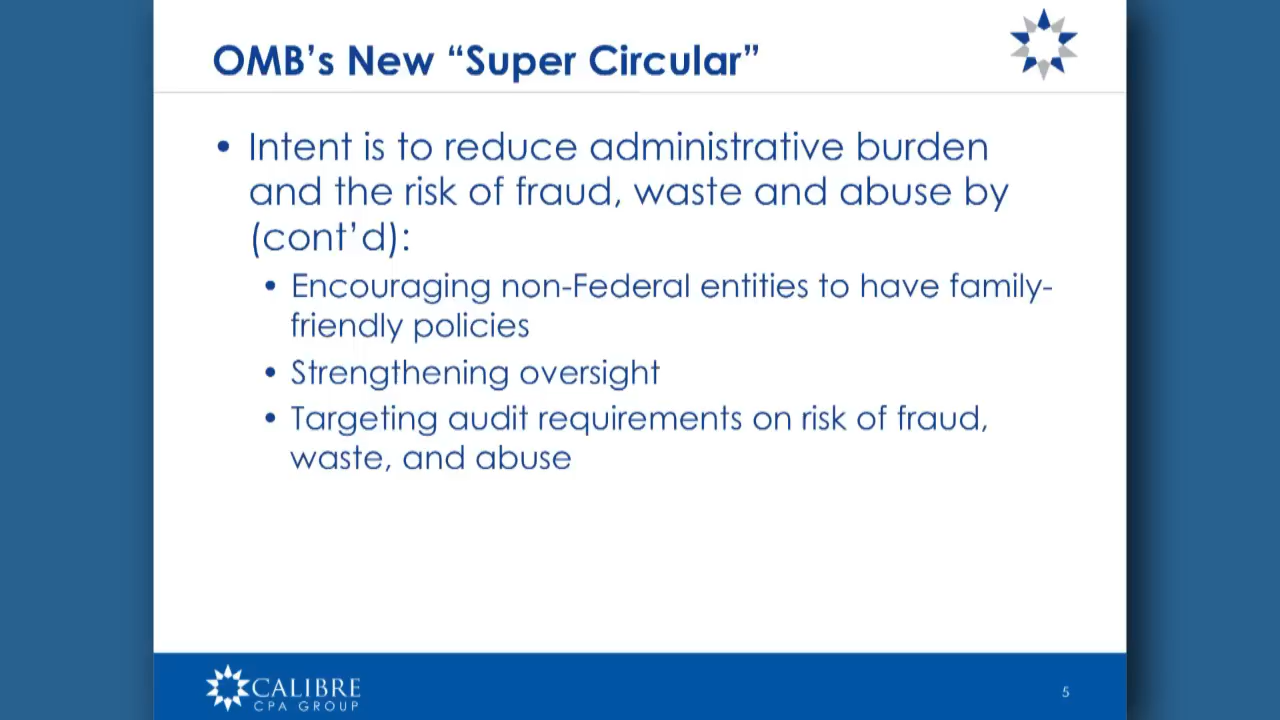 OMB’s New “Super Circular”
• Intent is to reduce administrative burden
and the risk of fraud, waste and abuse by
(cont’d):
• Encouraging non-Federal entities to have family-
friendly policies
• Strengthening oversight
• Targeting audit requirements on risk of fraud,
waste, and abuse
CALIBRE
CPA GROUP
5